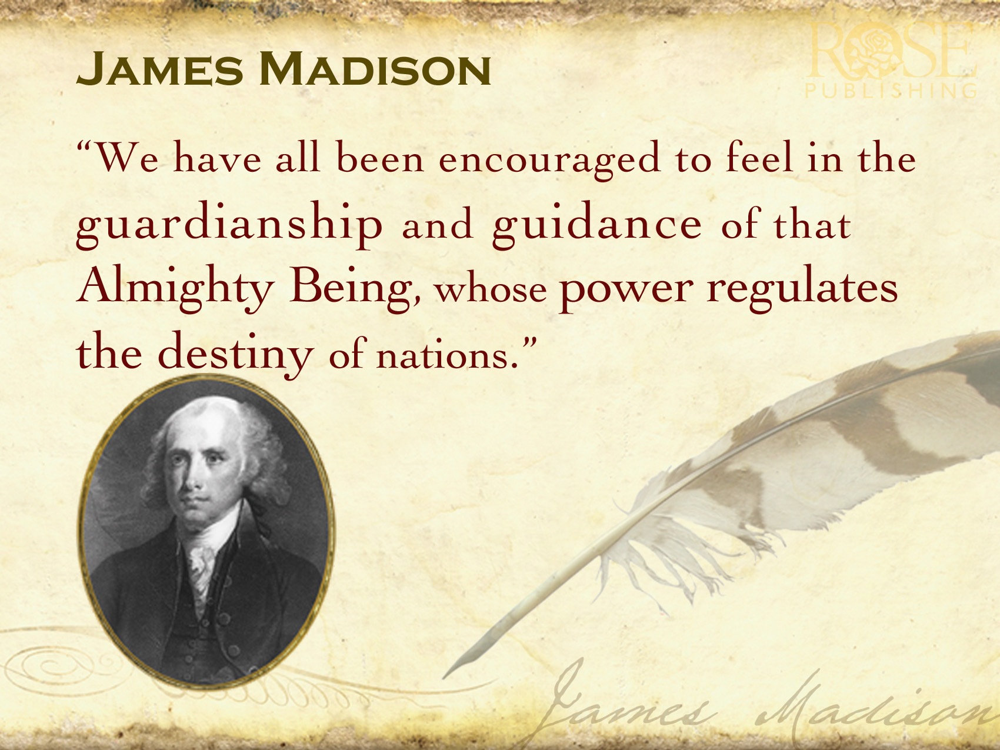 JAMES MADISON
ROSE
PUBLISHING
“We have all been encouraged to feel in the
guardianship and guidance of that
Almighty Being, whose power regulates
the destiny of nations.”
James Madison